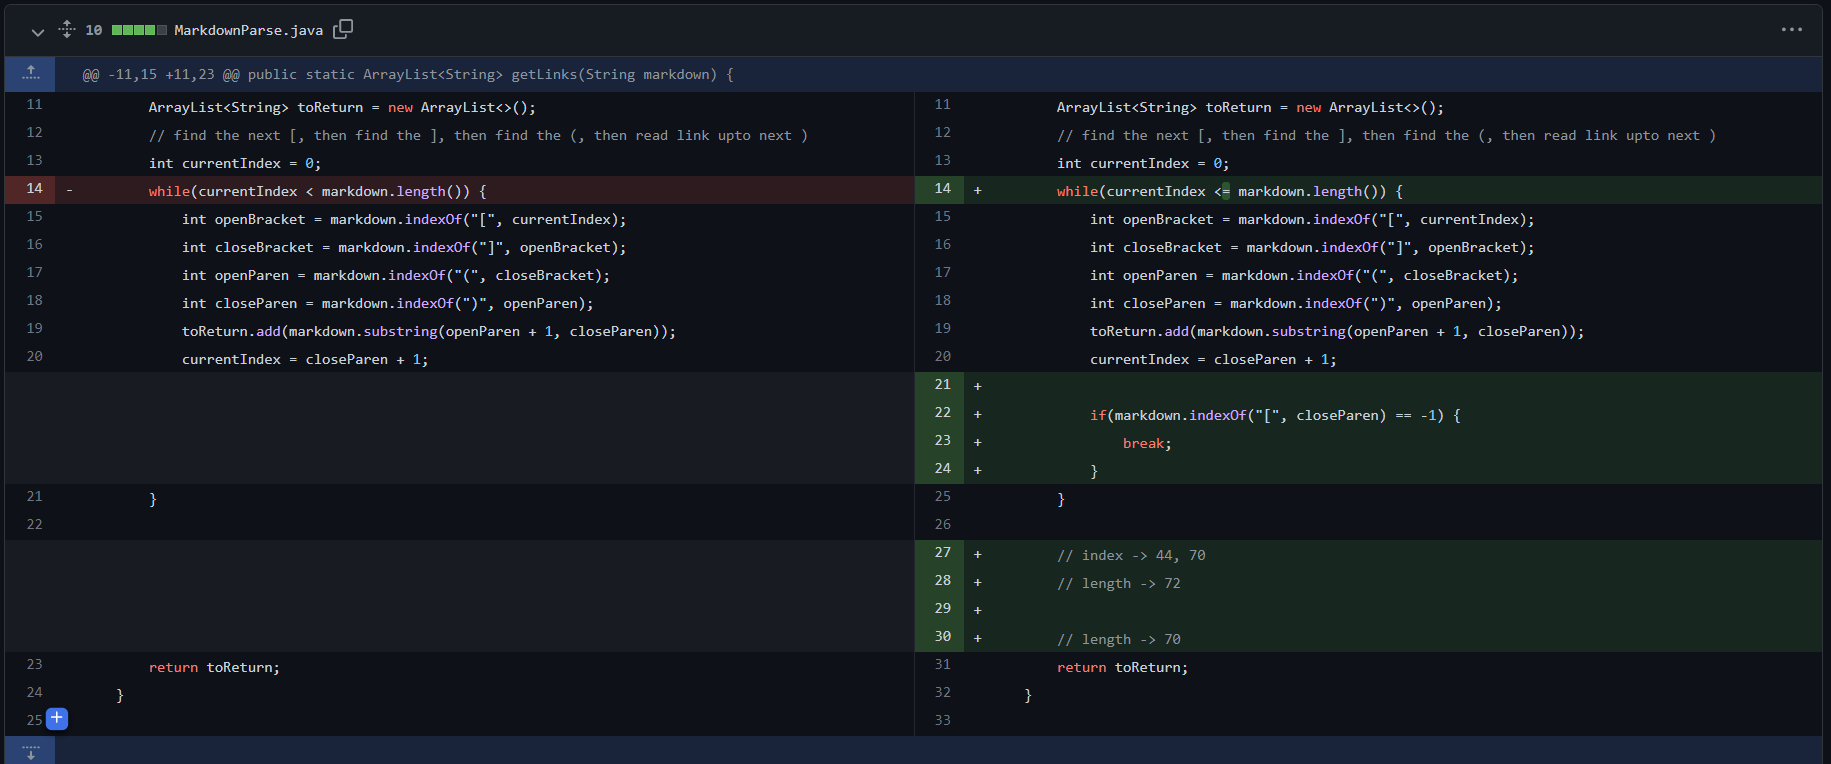 10 MarkdownParse.java
@@ -11,15 +11,23 @@ public static ArrayList<String> getLinks(String markdown) {
11 ArrayList<String> toReturn = new ArrayList<>();
12 // find the next [, then find the ], then find the (, then read link upto next )
13 int currentIndex = 0;
14 - while(currentIndex < markdown.length()) {
15 int openBracket = markdown.indexOf("[", currentIndex);
16 int closeBracket = markdown.indexOf("]", openBracket);
17 int openParen = markdown.indexOf("(", closeBracket);
18 int closeParen = markdown.indexOf(")", openParen);
19 toReturn.add(markdown.substring(openParen + 1, closeParen));
20 currentIndex = closeParen + 1;
21 }
22
23 return toReturn;
24 }
25
11 ArrayList<String> toReturn = new ArrayList<>();
12 // find the next [, then find the ], then find the (, then read link upto next )
13 int currentIndex = 0;
14 + while(currentIndex <= markdown.length()) {
15 int openBracket = markdown.indexOf("[", currentIndex);
16 int closeBracket = markdown.indexOf("]", openBracket);
17 int openParen = markdown.indexOf("(", closeBracket);
18 int closeParen = markdown.indexOf(")", openParen);
19 toReturn.add(markdown.substring(openParen + 1, closeParen));
20 currentIndex = closeParen + 1;
21 +
22 + if(markdown.indexOf("[", closeParen) == -1) {
23 + break;
24 + }
25 }
26
27 + // index -> 44, 70
28 + // length -> 72
29 +
30 + // length -> 70
31 return toReturn;
32 }
33